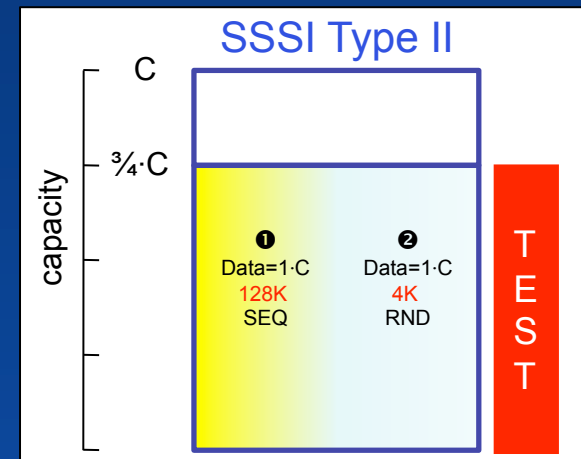 SSSI Type II
C
¾·C
capacity
❶
Data=1·C
128K
SEQ
❷
Data=1·C
4K
RND
T
E
S
T